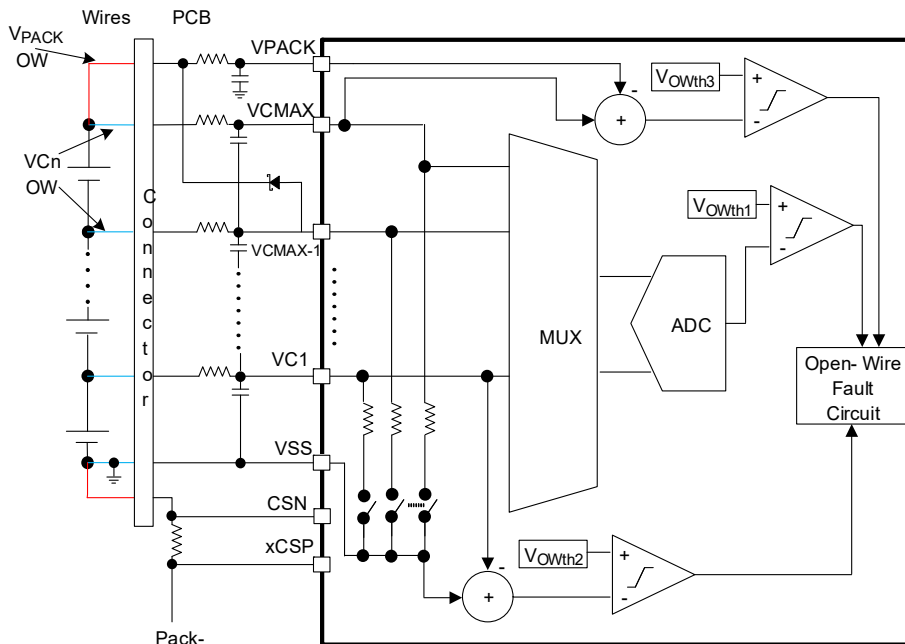 Wires
PCB
VPACK
OW
VCn
OW
Connector
VPACK
VCMAX
VCMAX-1
VC1
VSS
CSN
xCSP
Pack-
MUX
ADC
VOWth3
VOWth1
VOWth2
+
-
+
-
+
-
-
+
-
+
Open- Wire
Fault
Circuit